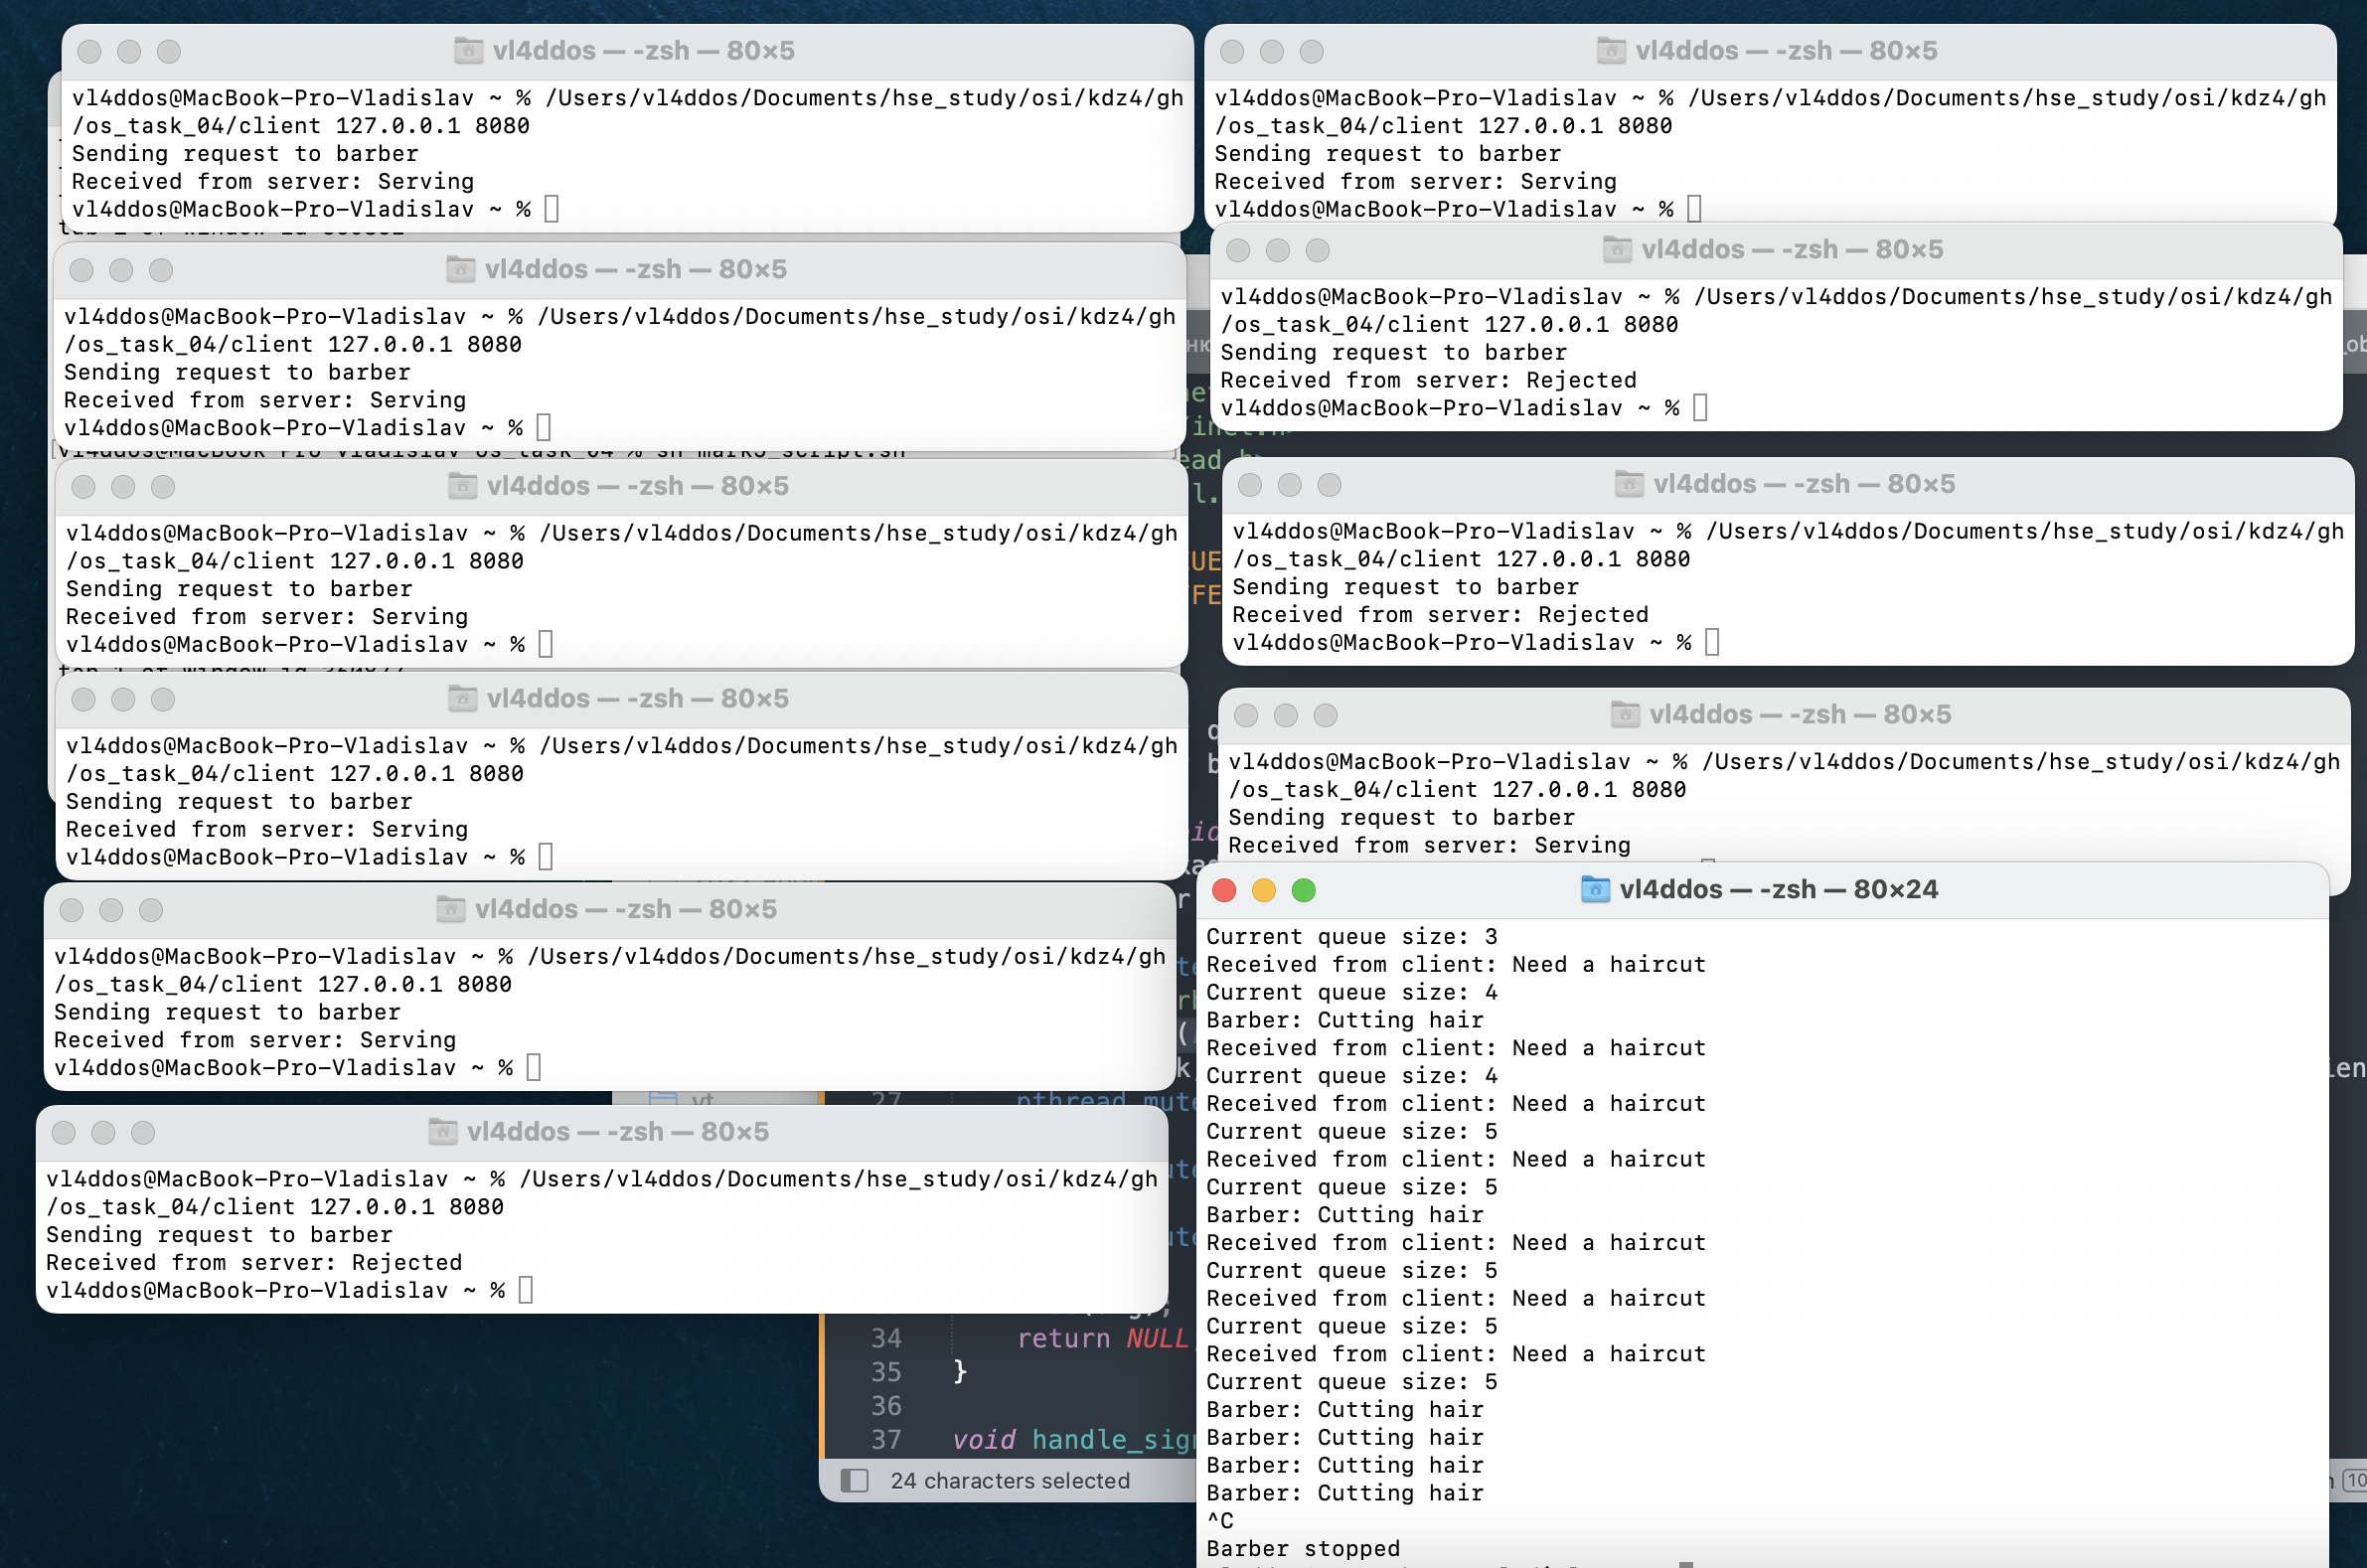 vl4ddos — -zsh — 80×5
vl4ddos@MacBook-Pro-Vladislav ~ % /Users/vl4ddos/Documents/hse_study/osi/kdz4/gh
/os_task_04/client 127.0.0.1 8080
Sending request to barber
Received from server: Serving
vl4ddos@MacBook-Pro-Vladislav ~ %
vl4ddos — -zsh — 80×5
vl4ddos@MacBook-Pro-Vladislav ~ % /Users/vl4ddos/Documents/hse_study/osi/kdz4/gh
/os_task_04/client 127.0.0.1 8080
Sending request to barber
Received from server: Serving
vl4ddos@MacBook-Pro-Vladislav ~ %
vl4ddos@MacBook-Pro-Vladislav os_task_04 % sh mark5_script.sh
vl4ddos — -zsh — 80×5
vl4ddos@MacBook-Pro-Vladislav ~ % /Users/vl4ddos/Documents/hse_study/osi/kdz4/gh
/os_task_04/client 127.0.0.1 8080
Sending request to barber
Received from server: Serving
vl4ddos@MacBook-Pro-Vladislav ~ %
vl4ddos — -zsh — 80×5
vl4ddos@MacBook-Pro-Vladislav ~ % /Users/vl4ddos/Documents/hse_study/osi/kdz4/gh
/os_task_04/client 127.0.0.1 8080
Sending request to barber
Received from server: Serving
vl4ddos@MacBook-Pro-Vladislav ~ %
vl4ddos — -zsh — 80×5
vl4ddos@MacBook-Pro-Vladislav ~ % /Users/vl4ddos/Documents/hse_study/osi/kdz4/gh
/os_task_04/client 127.0.0.1 8080
Sending request to barber
Received from server: Serving
vl4ddos@MacBook-Pro-Vladislav ~ %
vl4ddos — -zsh — 80×5
vl4ddos@MacBook-Pro-Vladislav ~ % /Users/vl4ddos/Documents/hse_study/osi/kdz4/gh
/os_task_04/client 127.0.0.1 8080
Sending request to barber
Received from server: Rejected
vl4ddos@MacBook-Pro-Vladislav ~ %
vl4ddos — -zsh — 80×5
vl4ddos@MacBook-Pro-Vladislav ~ % /Users/vl4ddos/Documents/hse_study/osi/kdz4/gh
/os_task_04/client 127.0.0.1 8080
Sending request to barber
Received from server: Serving
vl4ddos@MacBook-Pro-Vladislav ~ %
vl4ddos — -zsh — 80×5
vl4ddos@MacBook-Pro-Vladislav ~ % /Users/vl4ddos/Documents/hse_study/osi/kdz4/gh
/os_task_04/client 127.0.0.1 8080
Sending request to barber
Received from server: Rejected
vl4ddos@MacBook-Pro-Vladislav ~ %
vl4ddos — -zsh — 80×5
vl4ddos@MacBook-Pro-Vladislav ~ % /Users/vl4ddos/Documents/hse_study/osi/kdz4/gh
/os_task_04/client 127.0.0.1 8080
Sending request to barber
Received from server: Rejected
vl4ddos@MacBook-Pro-Vladislav ~ %
vl4ddos — -zsh — 80×5
vl4ddos@MacBook-Pro-Vladislav ~ % /Users/vl4ddos/Documents/hse_study/osi/kdz4/gh
/os_task_04/client 127.0.0.1 8080
Sending request to barber
Received from server: Serving
vl4ddos — -zsh — 80×24
Current queue size: 3
Received from client: Need a haircut
Current queue size: 4
Barber: Cutting hair
Received from client: Need a haircut
Current queue size: 4
Received from client: Need a haircut
Current queue size: 5
Received from client: Need a haircut
Current queue size: 5
Barber: Cutting hair
Received from client: Need a haircut
Current queue size: 5
Received from client: Need a haircut
Current queue size: 5
Received from client: Need a haircut
Current queue size: 5
Barber: Cutting hair
Barber: Cutting hair
Barber: Cutting hair
Barber: Cutting hair
^C
Barber stopped
27 pthread_mute
34 return NULL
35 }
36
37 void handle_sign
24 characters selected